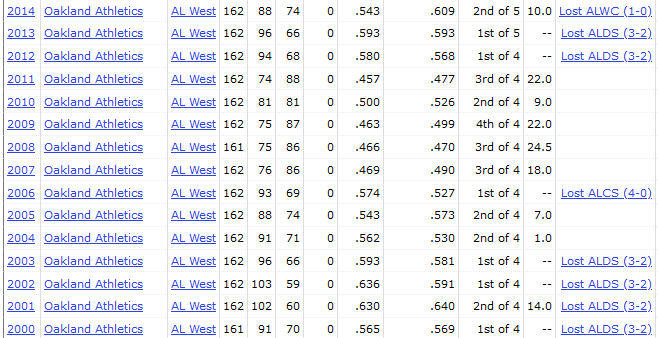 2014 Oakland Athletics AL West 162 88 74 0 .543 .609 2nd of 5 10.0 Lost ALWC (1-0)
2013 Oakland Athletics AL West 162 96 66 0 .593 .593 1st of 5 -- Lost ALDS (3-2)
2012 Oakland Athletics AL West 162 94 68 0 .580 .568 1st of 4 -- Lost ALDS (3-2)
2011 Oakland Athletics AL West 162 74 88 0 .457 .477 3rd of 4 22.0
2010 Oakland Athletics AL West 162 81 81 0 .500 .526 2nd of 4 9.0
2009 Oakland Athletics AL West 162 75 87 0 .463 .499 4th of 4 22.0
2008 Oakland Athletics AL West 161 75 86 0 .466 .470 3rd of 4 24.5
2007 Oakland Athletics AL West 162 76 86 0 .469 .490 3rd of 4 18.0
2006 Oakland Athletics AL West 162 93 69 0 .574 .527 1st of 4 -- Lost ALCS (4-0)
2005 Oakland Athletics AL West 162 88 74 0 .543 .573 2nd of 4 7.0
2004 Oakland Athletics AL West 162 91 71 0 .562 .530 2nd of 4 1.0
2003 Oakland Athletics AL West 162 96 66 0 .593 .581 1st of 4 -- Lost ALDS (3-2)
2002 Oakland Athletics AL West 162 103 59 0 .636 .591 1st of 4 -- Lost ALDS (3-2)
2001 Oakland Athletics AL West 162 102 60 0 .630 .640 2nd of 4 14.0 Lost ALDS (3-2)
2000 Oakland Athletics AL West 161 91 70 0 .565 .569 1st of 4 -- Lost ALDS (3-2)